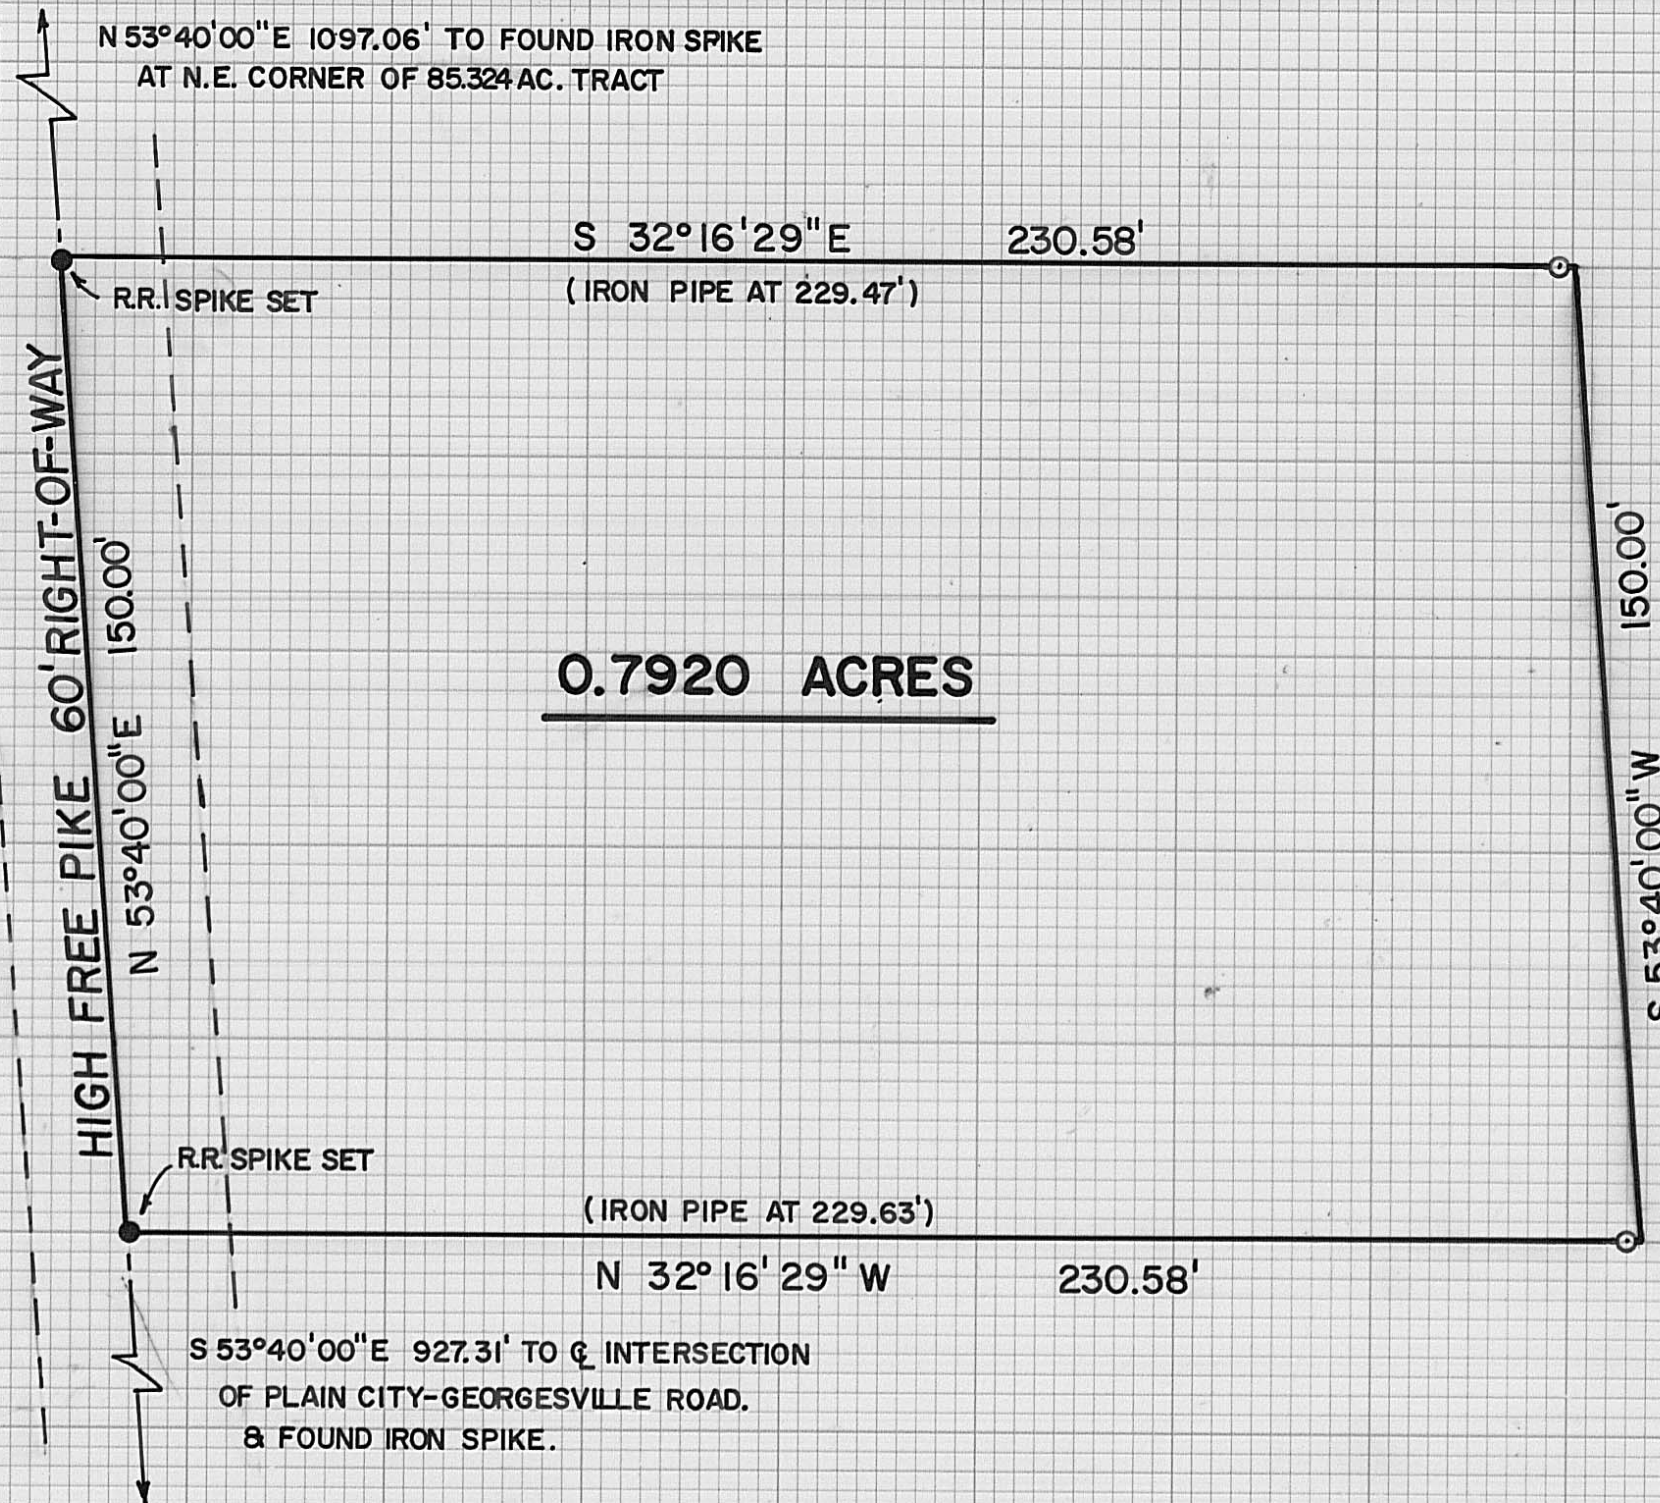 N 53°40'00"E 1097.06' TO FOUND IRON SPIKE
AT N.E. CORNER OF 85.324 AC. TRACT
S 32°16'29"E 230.58'
(IRON PIPE AT 229.47')
R.R. SPIKE SET
HIGH FREE PIKE 60' RIGHT-OF-WAY
N 53°40'00"E 150.00'
0.7920 ACRES
S 53°40'00"W 150.00'
R.R. SPIKE SET
(IRON PIPE AT 229.63')
N 32°16'29"W 230.58'
S 53°40'00"E 927.31' TO ℄ INTERSECTION
OF PLAIN CITY-GEORGESVILLE ROAD.
& FOUND IRON SPIKE.